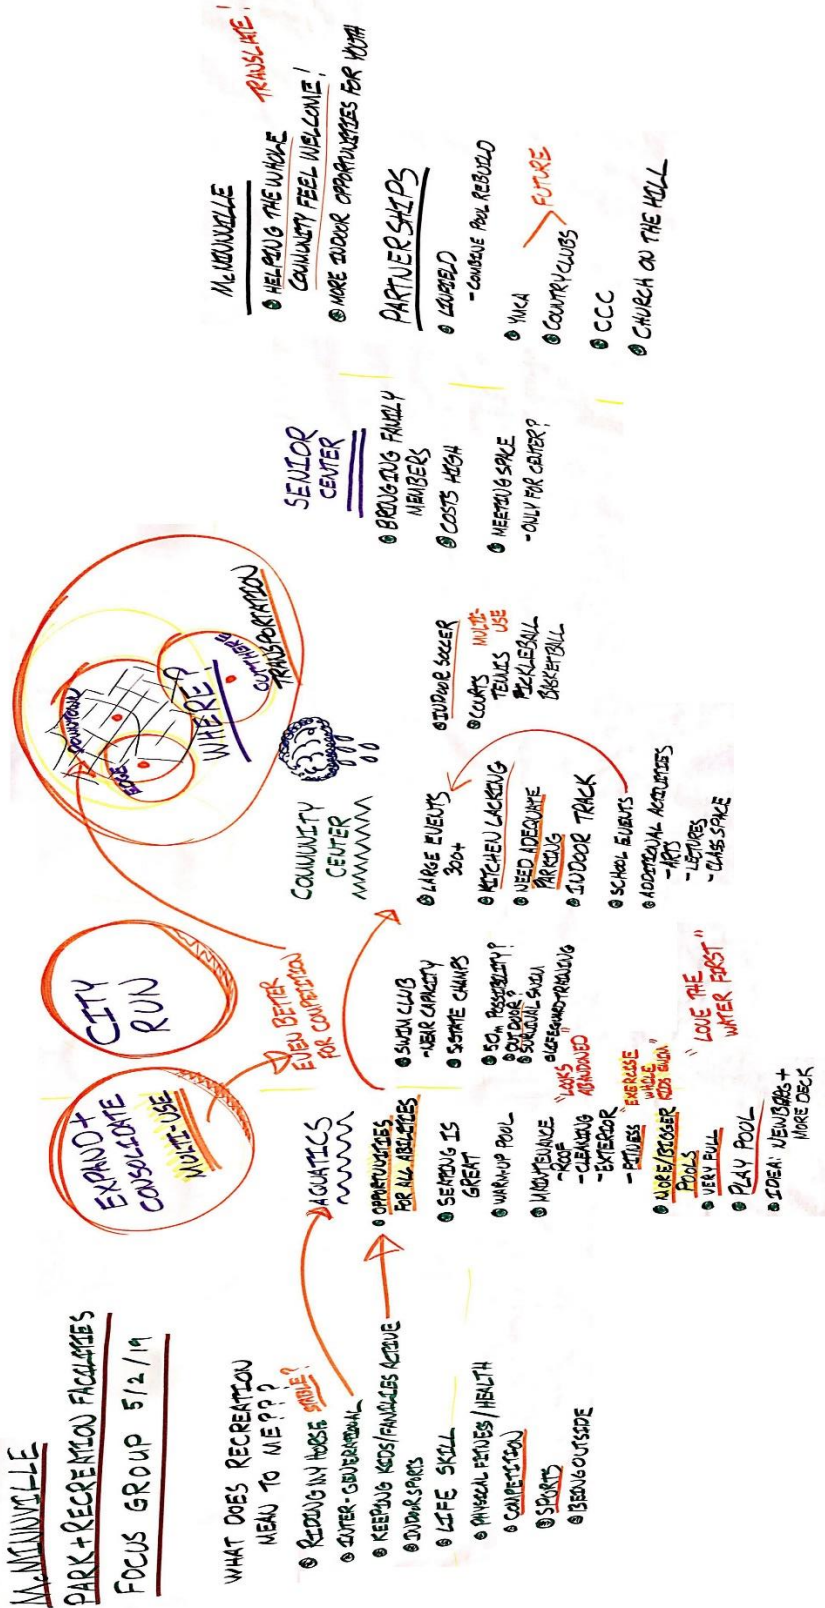 McMINNVILLE
PARK+RECREATION FACILITIES
FOCUS GROUP 5/2/19
WHAT DOES RECREATION
MEAN TO ME???
RIDING MY HORSE STABLE?
INTER-GENERATIONAL
KEEPING KIDS/FAMILIES ACTIVE
INDOOR SPORTS
LIFE SKILL
PHYSICAL FITNESS/HEALTH
COMPETITION
SPORTS
BEING OUTSIDE
EXPAND+
CONSOLIDATE
MULTI-USE
CITY
RUN
EVEN BETTER
FOR COMPETITION
AQUATICS
OPPORTUNITIES
FOR ALL ABILITIES
SEATING IS
GREAT
WARMUP POOL
MAINTENANCE
-ROOF
-CLEANING
-EXTERIOR
-FITNESS
"LOOKS
ABANDONED"
"EXERCISE
WHILE
KIDS SWIM"
MORE/BIGGER
POOLS
VERY FULL
PLAY POOL
IDEA: NEWBERG+
MORE DECK
SWIM CLUB
-NEAR CAPACITY
STATE CHAMPS
50m POSSIBILITY?
OUTDOOR?
SURVIVAL SWIM
LIFEGUARD TRAINING
"LOVE THE
WATER FIRST"
DOWNTOWN
EDGE
WHERE?
OUT THERE
TRANSPORTATION
COMMUNITY
CENTER
LARGE EVENTS
300+
KITCHEN LACKING
NEED ADEQUATE
PARKING
INDOOR TRACK
SCHOOL EVENTS
ADDITIONAL ACTIVITIES
-ARTS
-LECTURES
-CLASS SPACE
INDOOR SOCCER
COURTS MULTI-
USE
TENNIS
PICKLEBALL
BASKETBALL
SENIOR
CENTER
BRINGING FAMILY
MEMBERS
COSTS HIGH
MEETING SPACE
-ONLY FOR CENTER?
McMINNVILLE
HELPING THE WHOLE
COMMUNITY FEEL WELCOME!
TRANSLATE!
MORE INDOOR OPPORTUNITIES FOR YOUTH
PARTNERSHIPS
LINFIELD
-COMBINE POOL REBUILD
YMCA
COUNTRY CLUBS
FUTURE
CCC
CHURCH ON THE HILL